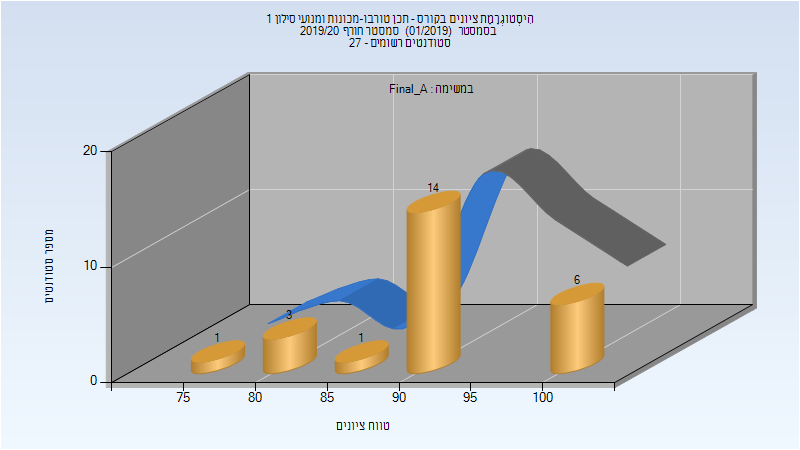 היסטוגרמת ציונים בקורס - תכן טורבו-מכונות ומנועי סילון 1
בסמסטר (01/2019) סמסטר חורף 2019/20
סטודנטים רשומים - 27
במשימה : Final_A
מספר סטודנטים
20
10
0
1
3
1
14
6
75
80
85
90
95
100
טווח ציונים